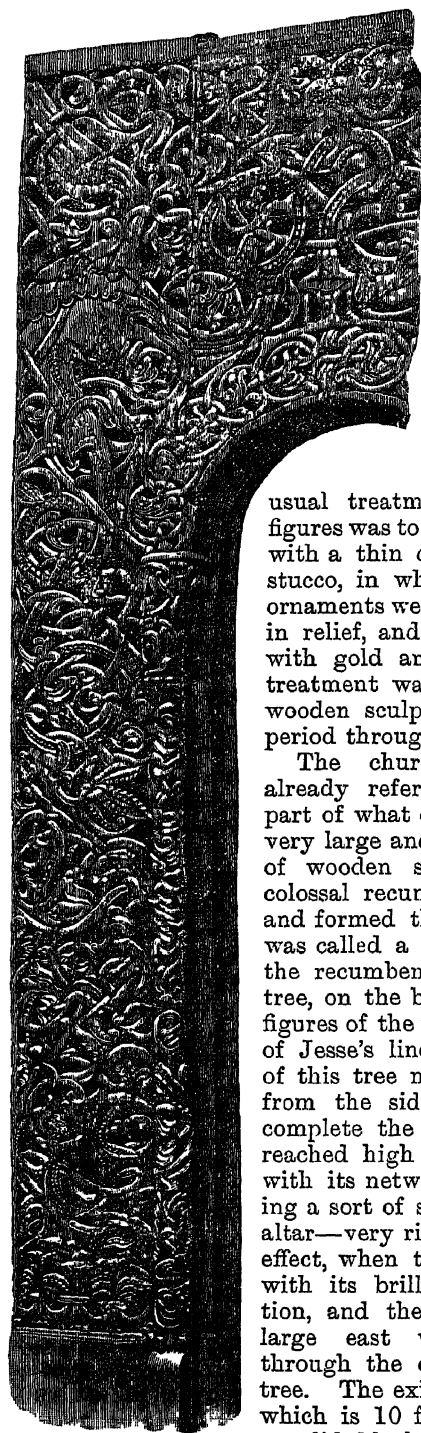 usual treatm
figures was to
with a thin
stucco, in wh
ornaments we
in relief, and
with gold ar
treatment wa
wooden sculp
period throug
The chur
already refer
part of what
very large and
of wooden s
colossal recur
and formed th
was called a
the recumben
tree, on the b
figures of the
of Jesse's line
of this tree n
from the sid
complete the
reached high
with its netw
ing a sort of s
altar—very ri
effect, when t
with its brill
tion, and the
large east
through the
tree. The exi
which is 10 f